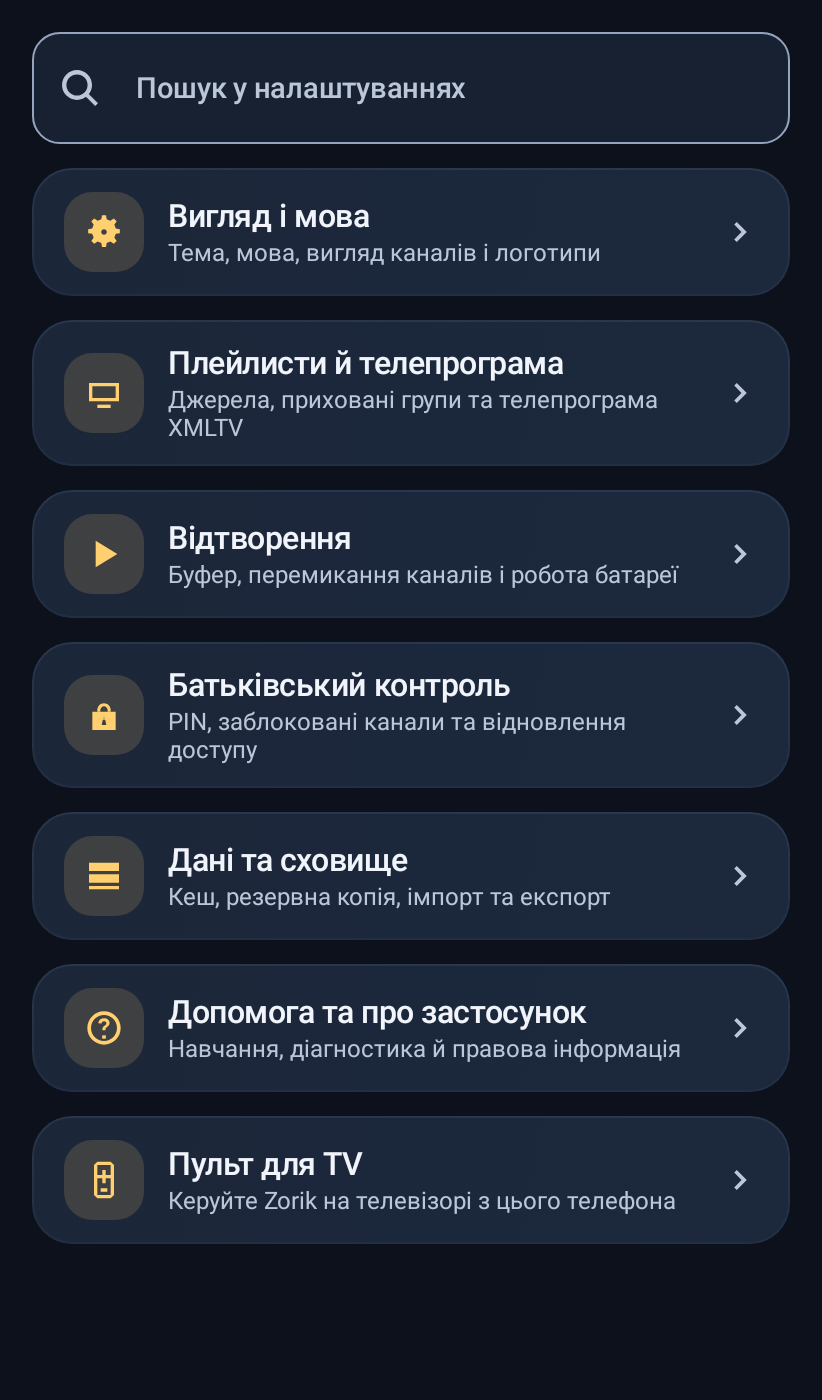 Пошук у налаштуваннях
Вигляд і мова
Тема, мова, вигляд каналів і логотипи
Плейлисти й телепрограма
Джерела, приховані групи та телепрограма
XMLTV
Відтворення
Буфер, перемикання каналів і робота батареї
Батьківський контроль
PIN, заблоковані канали та відновлення
доступу
Дані та сховище
Кеш, резервна копія, імпорт та експорт
Допомога та про застосунок
Навчання, діагностика й правова інформація
Пульт для TV
Керуйте Zorik на телевізорі з цього телефона